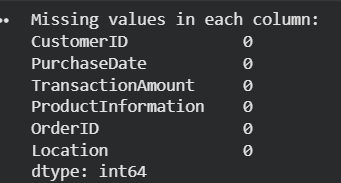 Missing values in each column:
CustomerID 0
PurchaseDate 0
TransactionAmount 0
ProductInformation 0
OrderID 0
Location 0
dtype: int64